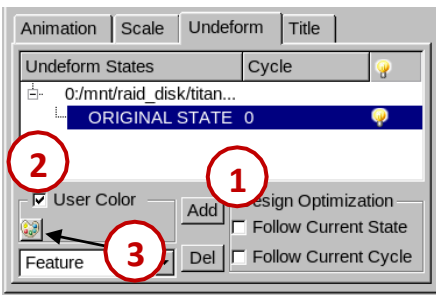 Animation Scale Undeform Title
Undeform States Cycle
0:/mnt/raid_disk/titan...
ORIGINAL STATE 0
2
1
User Color
Add
esign Optimization
Follow Current State
3
Feature
Del
Follow Current Cycle